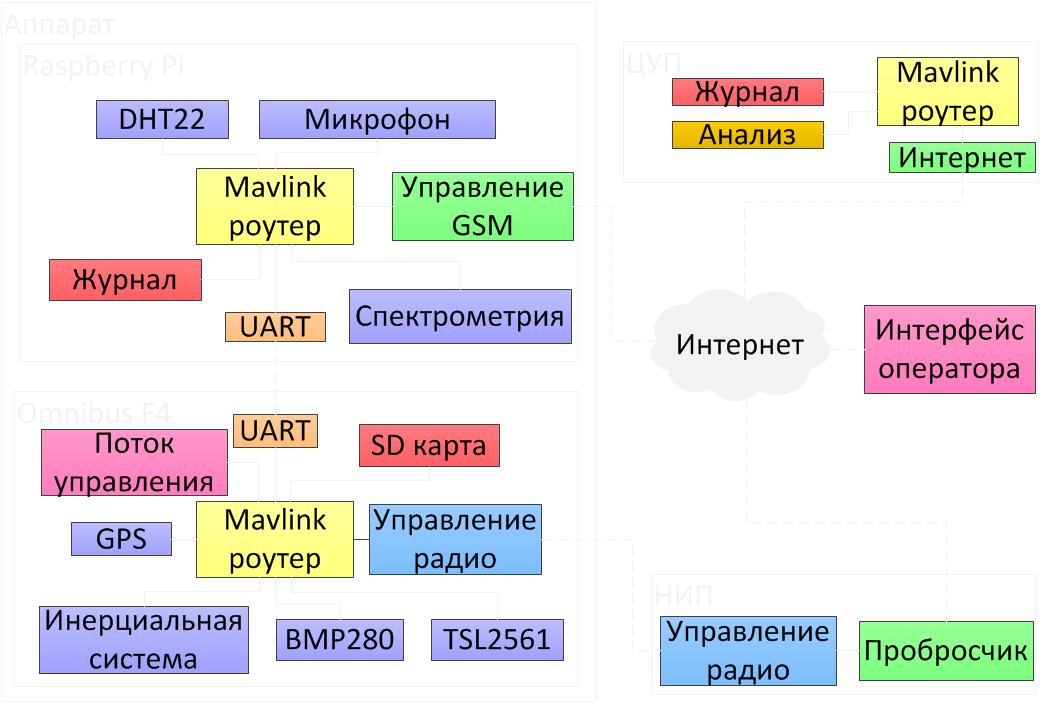 Аппарат
Raspberry Pi
DHT22
Микрофон
Mavlink
роутер
Управление
GSM
Журнал
UART
Спектрометрия
Omnibus F4
UART
SD карта
Поток
управления
GPS
Mavlink
роутер
Управление
радио
Инерциальная
система
BMP280
TSL2561
ЦУП
Журнал
Mavlink
роутер
Анализ
Интернет
Интернет
Интерфейс
оператора
НИП
Управление
радио
Пробросчик